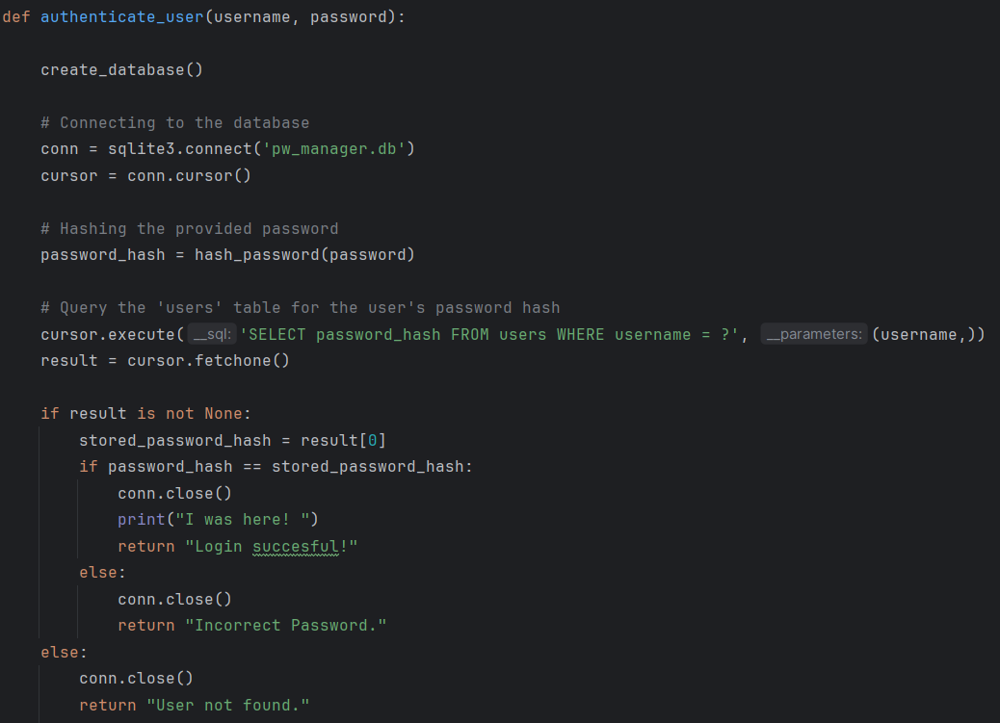 def authenticate_user(username, password):
create_database()
# Connecting to the database
conn = sqlite3.connect('pw_manager.db')
cursor = conn.cursor()
# Hashing the provided password
password_hash = hash_password(password)
# Query the 'users' table for the user's password hash
cursor.execute( __sql: 'SELECT password_hash FROM users WHERE username = ?', __parameters: (username,))
result = cursor.fetchone()
if result is not None:
stored_password_hash = result[0]
if password_hash == stored_password_hash:
conn.close()
print("I was here! ")
return "Login succesful!"
else:
conn.close()
return "Incorrect Password."
else:
conn.close()
return "User not found."